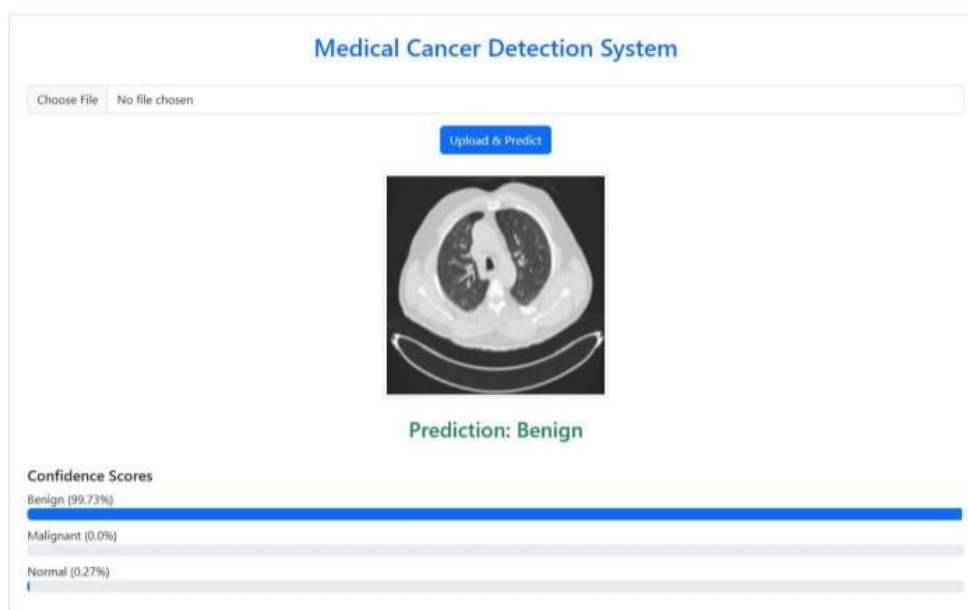 Medical Cancer Detection System
Choose File No file chosen
Upload & Predict
Prediction: Benign
Confidence Scores
Benign (99.73%)
Malignant (0.0%)
Normal (0.27%)